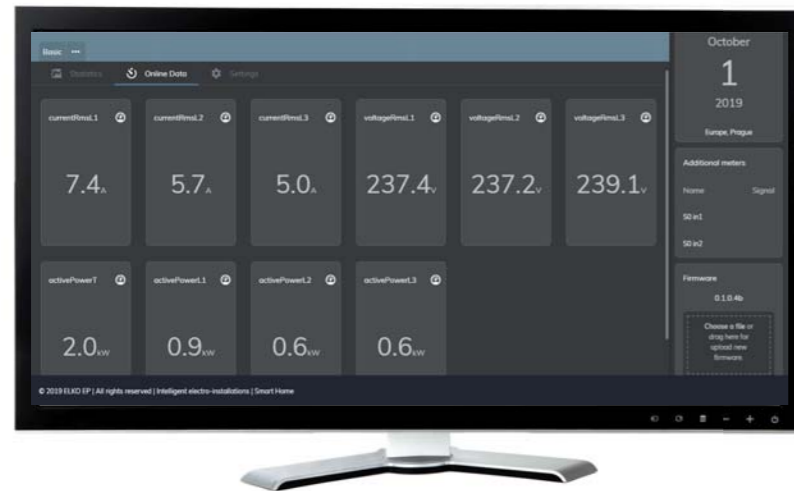 Basic ...
Statistics Online Data Settings
currentRmsL1 currentRmsL2 currentRmsL3 voltageRmsL1 voltageRmsL2 voltageRmsL3
7.4A 5.7A 5.0A 237.4V 237.2V 239.1V
activePowerT activePowerL1 activePowerL2 activePowerL3
2.0kW 0.9kW 0.6kW 0.6kW
October
1
2019
Europe, Prague
Additional meters
Name Signal
S0 in1
S0 in2
Firmware
0.1.0.4b
Choose a file or
drag here for
upload new
firmware
© 2019 ELKO EP | All rights reserved | Intelligent electro-installations | Smart Home